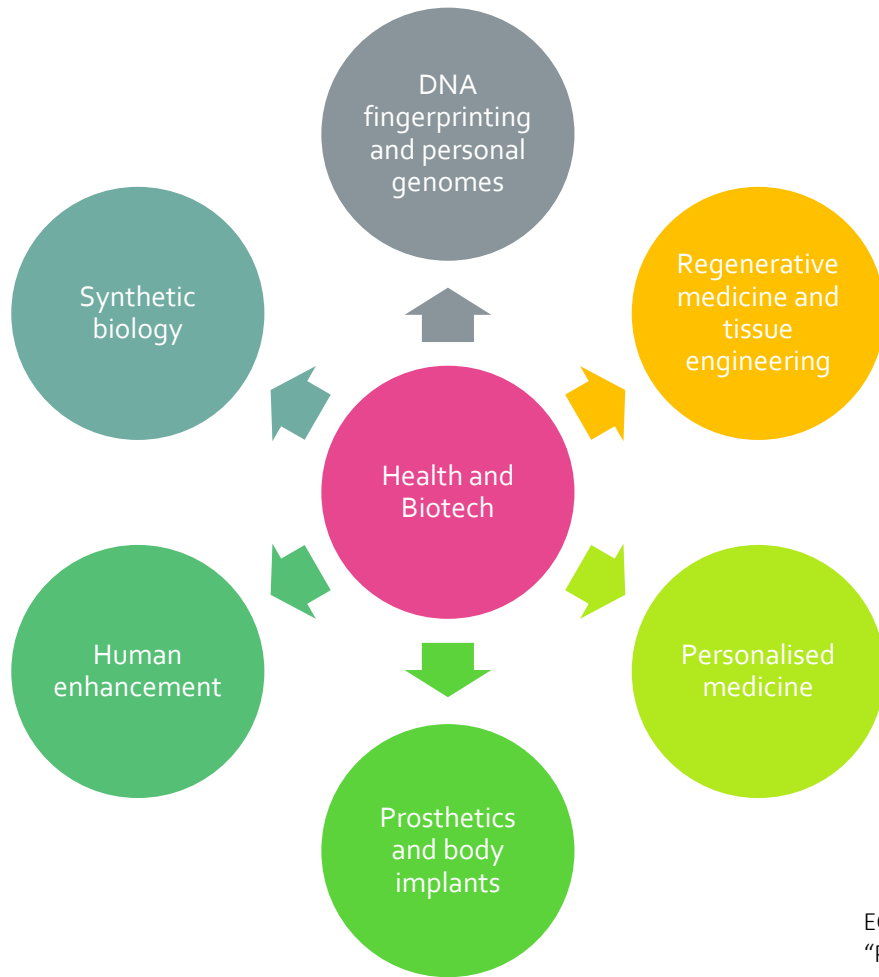 DNA
fingerprinting
and personal
genomes
Regenerative
medicine and
tissue
engineering
Synthetic
biology
Health and
Biotech
Human
enhancement
Personalised
medicine
Prosthetics
and body
implants